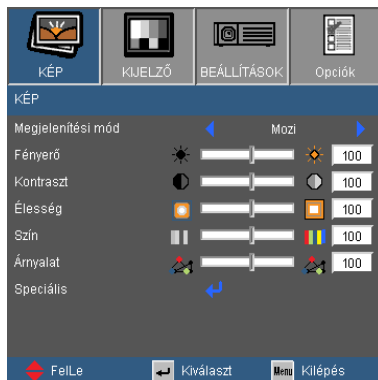 KÉP KIJELZŐ BEÁLLÍTÁSOK Opciók
KÉP
Megjelenítési mód Mozi
Fényerő 100
Kontraszt 100
Élesség 100
Szín 100
Árnyalat 100
Speciális
FelLe Kiválaszt Menu Kilépés